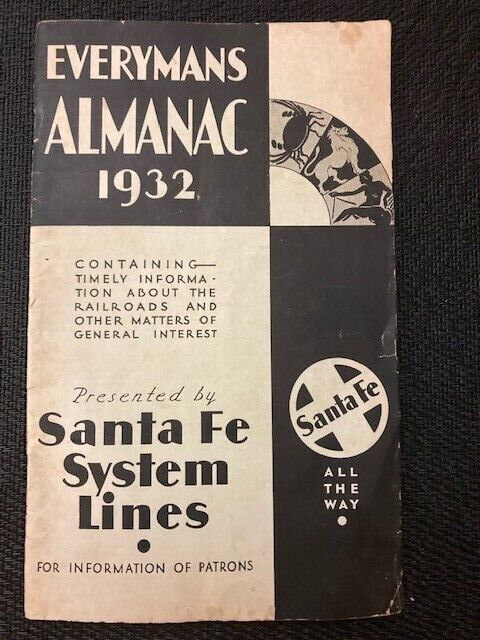 EVERYMANS
ALMANAC
1932
CONTAINING—
TIMELY INFORMA-
TION ABOUT THE
RAILROADS AND
OTHER MATTERS OF
GENERAL INTEREST
Presented by
Santa Fe
System
Lines
FOR INFORMATION OF PATRONS
Santa Fe
ALL
THE
WAY